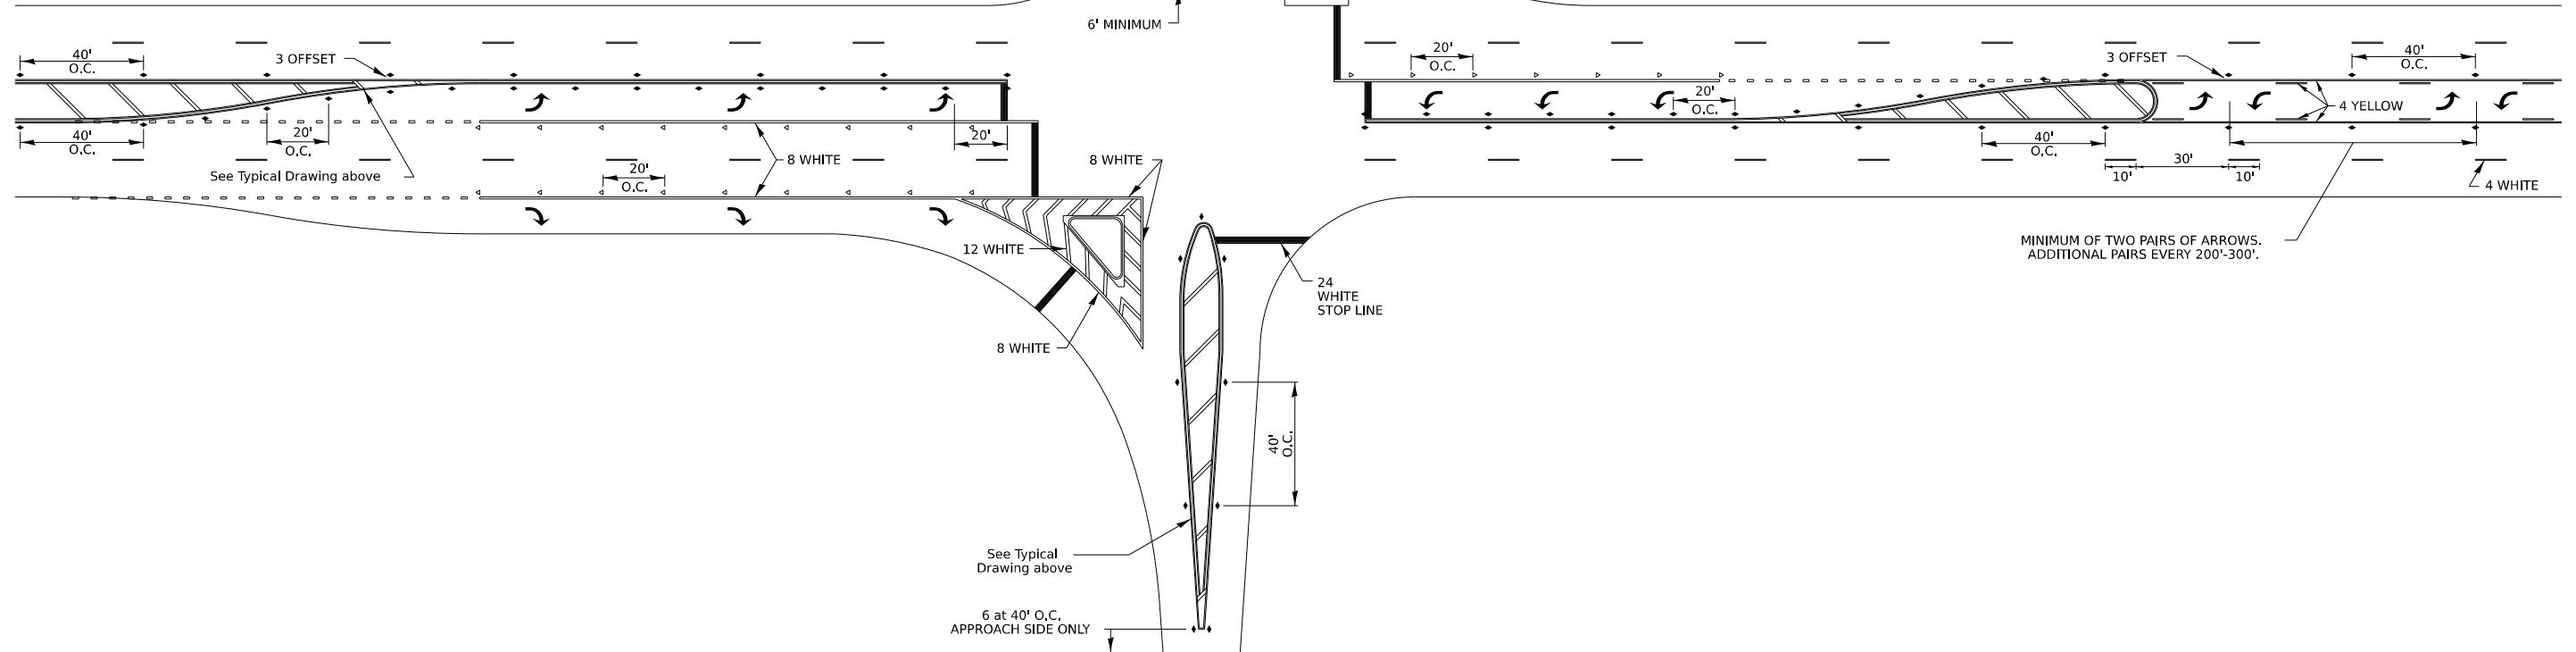 6' MINIMUM
40'
O.C.
3 OFFSET
20'
O.C.
3 OFFSET
40'
O.C.
40'
O.C.
20'
O.C.
See Typical Drawing above
20'
O.C.
8 WHITE
20'
8 WHITE
20'
O.C.
40'
O.C.
4 YELLOW
10'
30'
10'
4 WHITE
12 WHITE
8 WHITE
24
WHITE
STOP LINE
MINIMUM OF TWO PAIRS OF ARROWS.
ADDITIONAL PAIRS EVERY 200'-300'.
40'
O.C.
See Typical
Drawing above
6 at 40' O.C.
APPROACH SIDE ONLY